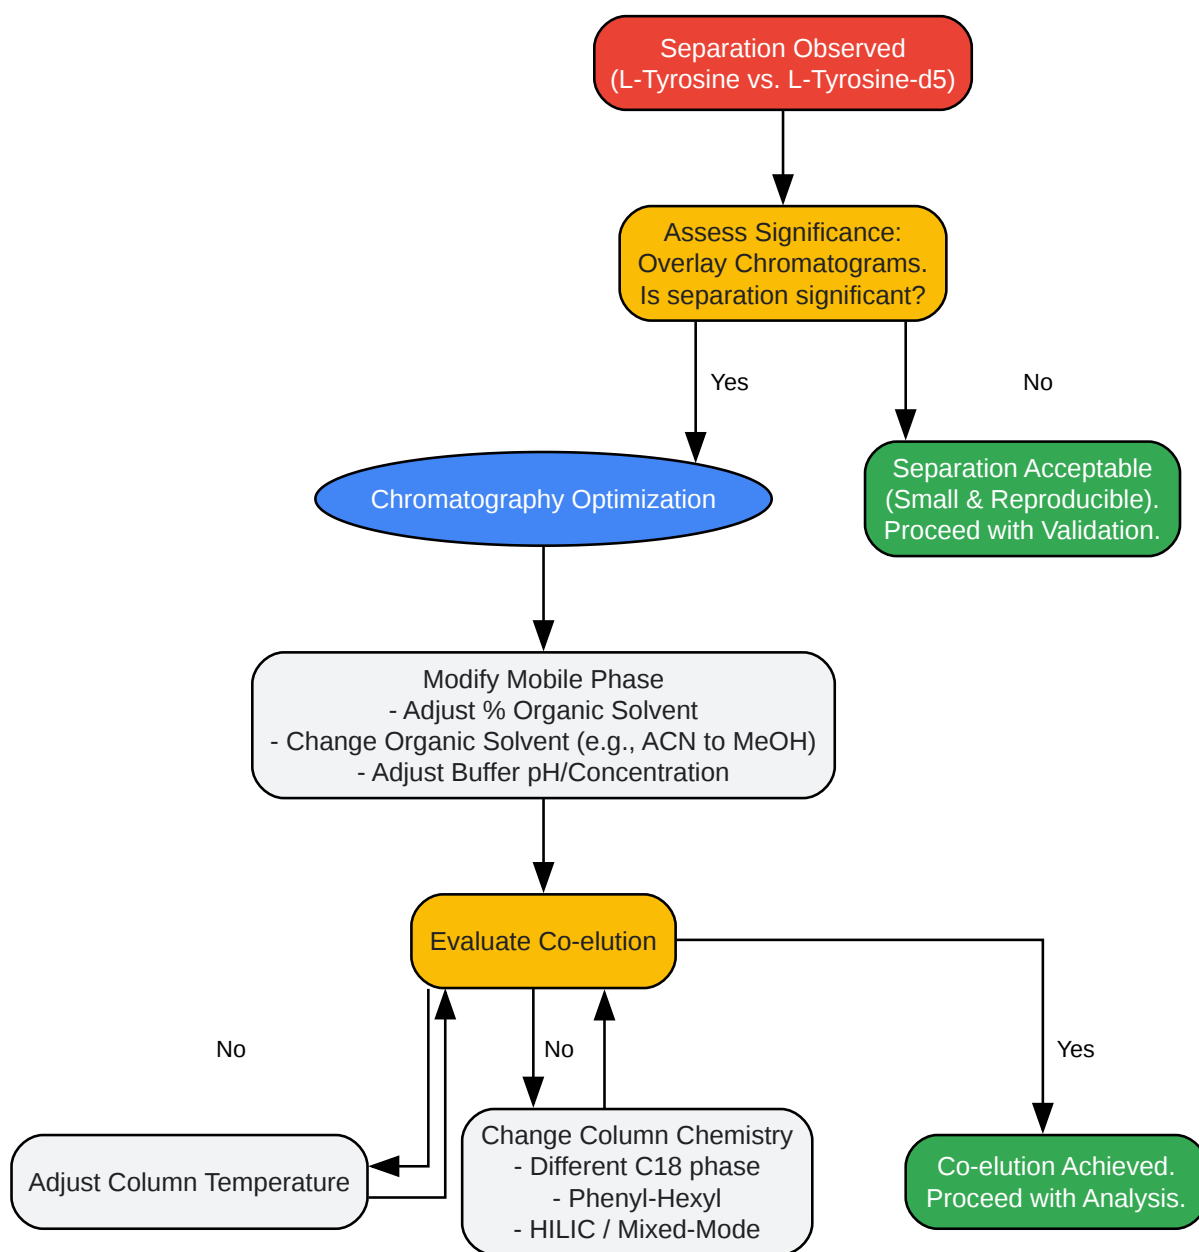 Separation Observed
(L-Tyrosine vs. L-Tyrosine-d5)
Assess Significance:
Overlay Chromatograms.
Is separation significant?
Yes
No
Chromatography Optimization
Separation Acceptable
(Small & Reproducible).
Proceed with Validation.
Modify Mobile Phase
- Adjust % Organic Solvent
- Change Organic Solvent (e.g., ACN to MeOH)
- Adjust Buffer pH/Concentration
Evaluate Co-elution
No
No
Yes
Adjust Column Temperature
Change Column Chemistry
- Different C18 phase
- Phenyl-Hexyl
- HILIC / Mixed-Mode
Co-elution Achieved.
Proceed with Analysis.